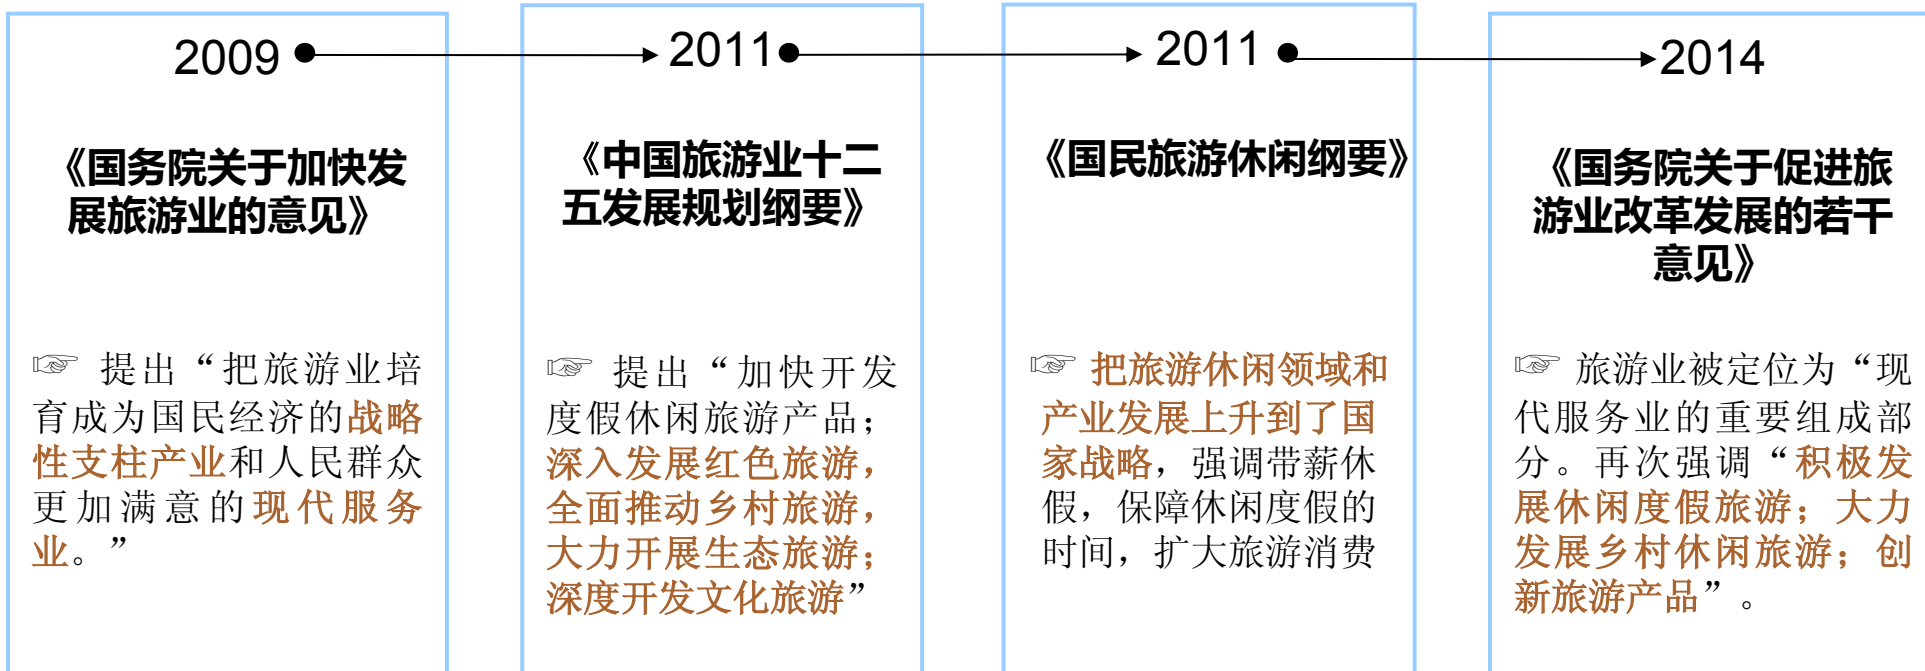 2009
《国务院关于加快发
展旅游业的意见》
☞ 提出“把旅游业培
育成为国民经济的战略
性支柱产业和人民群众
更加满意的现代服务
业。”
2011
《中国旅游业十二
五发展规划纲要》
☞ 提出“加快开发
度假休闲旅游产品；
深入发展红色旅游，
全面推动乡村旅游，
大力开展生态旅游；
深度开发文化旅游”
2011
《国民旅游休闲纲要》
☞ 把旅游休闲领域和
产业发展上升到了国
家战略，强调带薪休
假，保障休闲度假的
时间，扩大旅游消费
2014
《国务院关于促进旅
游业改革发展的若干
意见》
☞ 旅游业被定位为“现
代服务业的重要组成部
分。再次强调“积极发
展休闲度假旅游；大力
发展乡村休闲旅游；创
新旅游产品”。